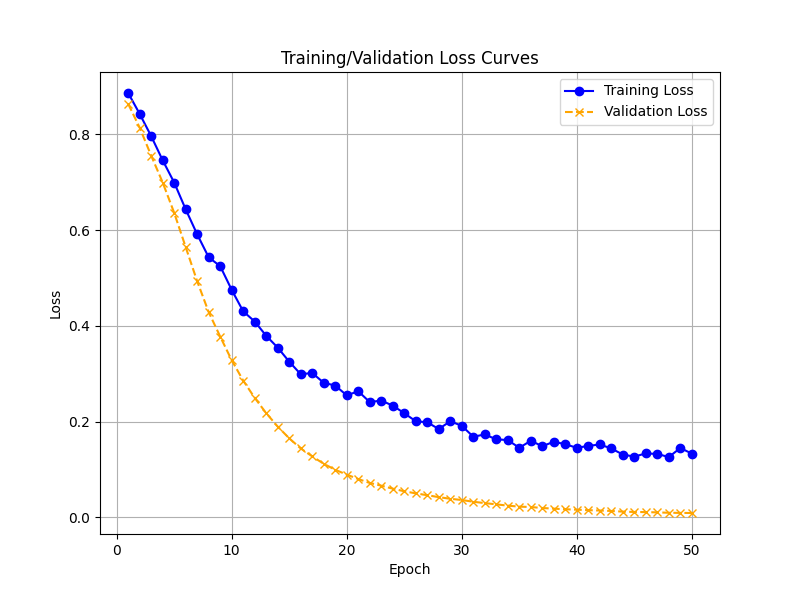 Training/Validation Loss Curves
Training Loss
Validation Loss
0.8
0.6
0.4
0.2
0.0
Loss
0 10 20 30 40 50
Epoch